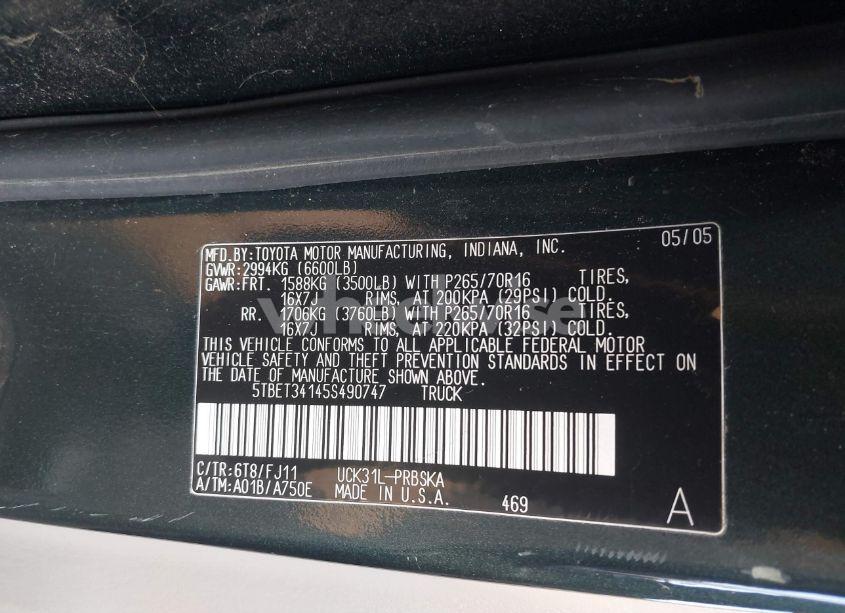 MFD.BY:TOYOTA MOTOR MANUFACTURING, INDIANA, INC. 05/05
GVWR:2994KG (6600LB)
GAWR:FRT. 1588KG (3500LB) WITH P265/70R16 TIRES,
16X7J RIMS, AT 200KPA (29PSI) COLD.
RR. 1706KG (3760LB) WITH P265/70R16 TIRES,
16X7J RIMS, AT 220KPA (32PSI) COLD.
THIS VEHICLE CONFORMS TO ALL APPLICABLE FEDERAL MOTOR
VEHICLE SAFETY AND THEFT PREVENTION STANDARDS IN EFFECT ON
THE DATE OF MANUFACTURE SHOWN ABOVE.
5TBET34145S490747 TRUCK
C/TR:6T8/FJ11 UCK31L-PRBSKA
A/TM:A01B/A750E MADE IN U.S.A. 469 A